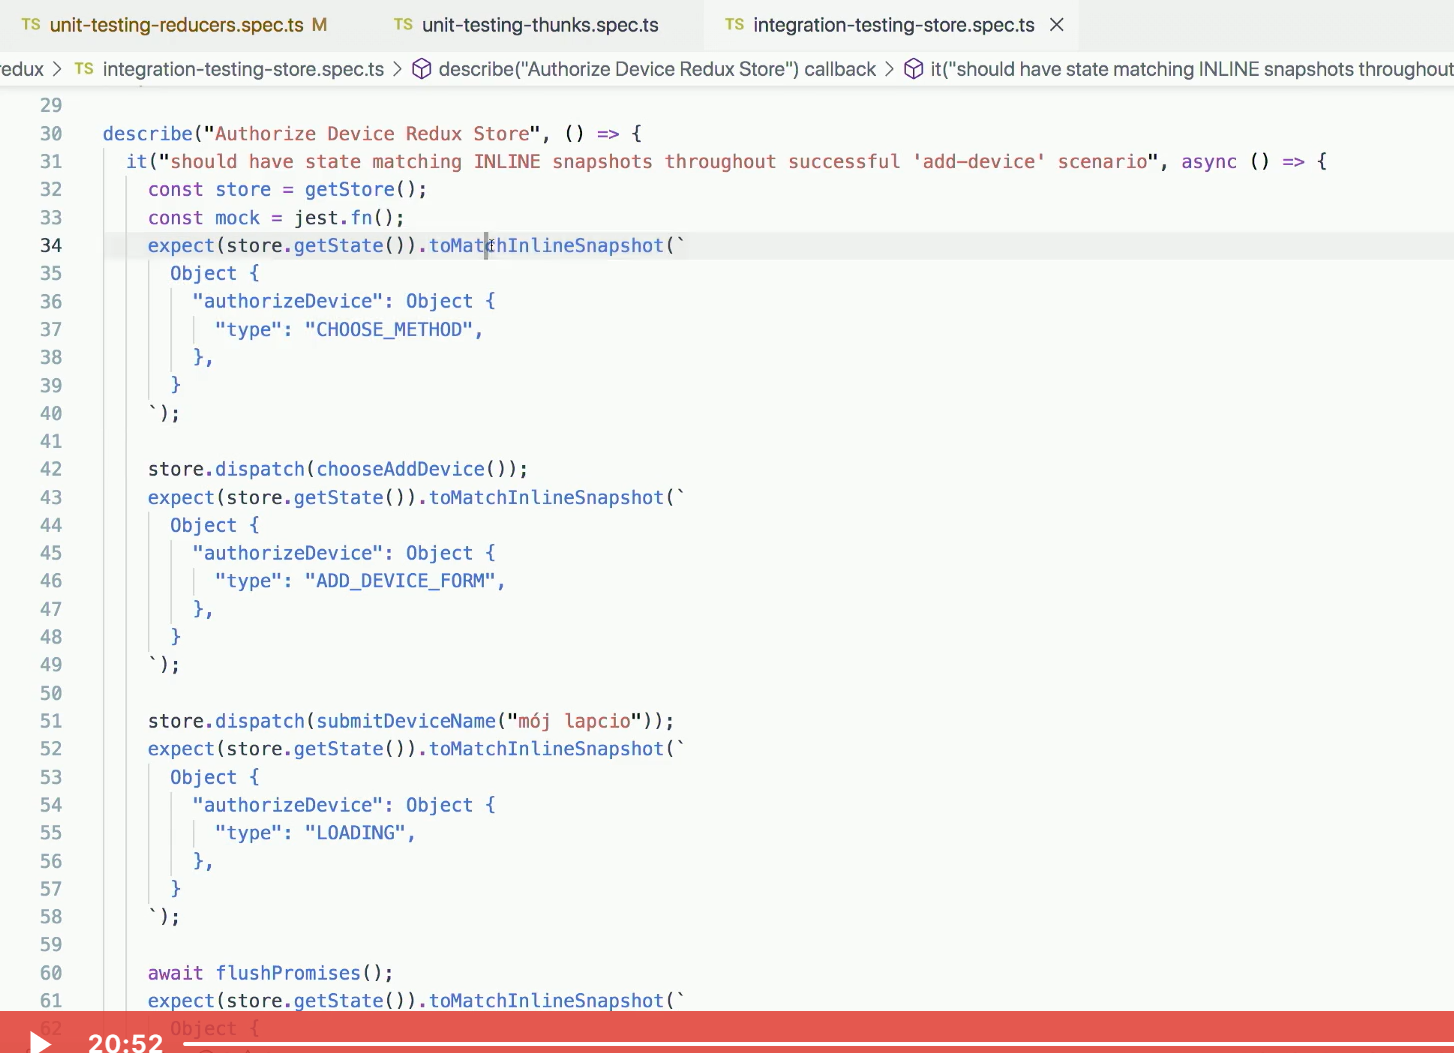 TS unit-testing-reducers.spec.ts M TS unit-testing-thunks.spec.ts TS integration-testing-store.spec.ts ×
redux > TS integration-testing-store.spec.ts > describe("Authorize Device Redux Store") callback > it("should have state matching INLINE snapshots throughout
29
30 describe("Authorize Device Redux Store", () => {
31 it("should have state matching INLINE snapshots throughout successful 'add-device' scenario", async () => {
32 const store = getStore();
33 const mock = jest.fn();
34 expect(store.getState()).toMatchInlineSnapshot(`
35 Object {
36 "authorizeDevice": Object {
37 "type": "CHOOSE_METHOD",
38 },
39 }
40 `);
41
42 store.dispatch(chooseAddDevice());
43 expect(store.getState()).toMatchInlineSnapshot(`
44 Object {
45 "authorizeDevice": Object {
46 "type": "ADD_DEVICE_FORM",
47 },
48 }
49 `);
50
51 store.dispatch(submitDeviceName("mój lapcio"));
52 expect(store.getState()).toMatchInlineSnapshot(`
53 Object {
54 "authorizeDevice": Object {
55 "type": "LOADING",
56 },
57 }
58 `);
59
60 await flushPromises();
61 expect(store.getState()).toMatchInlineSnapshot(`
62 Object {
20:52